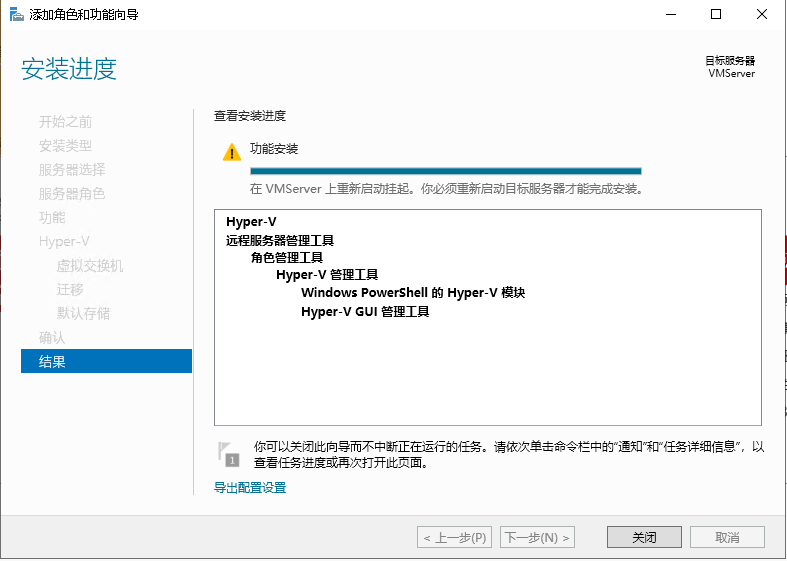 添加角色和功能向导
安装进度
目标服务器
VMServer
开始之前
安装类型
服务器选择
服务器角色
功能
Hyper-V
虚拟交换机
迁移
默认存储
确认
结果
查看安装进度
功能安装
在 VMServer 上重新启动挂起。你必须重新启动目标服务器才能完成安装。
Hyper-V
远程服务器管理工具
角色管理工具
Hyper-V 管理工具
Windows PowerShell 的 Hyper-V 模块
Hyper-V GUI 管理工具
1
你可以关闭此向导而不中断正在运行的任务。请依次单击命令栏中的“通知”和“任务详细信息”，以
查看任务进度或再次打开此页面。
导出配置设置
< 上一步(P)
下一步(N) >
关闭
取消